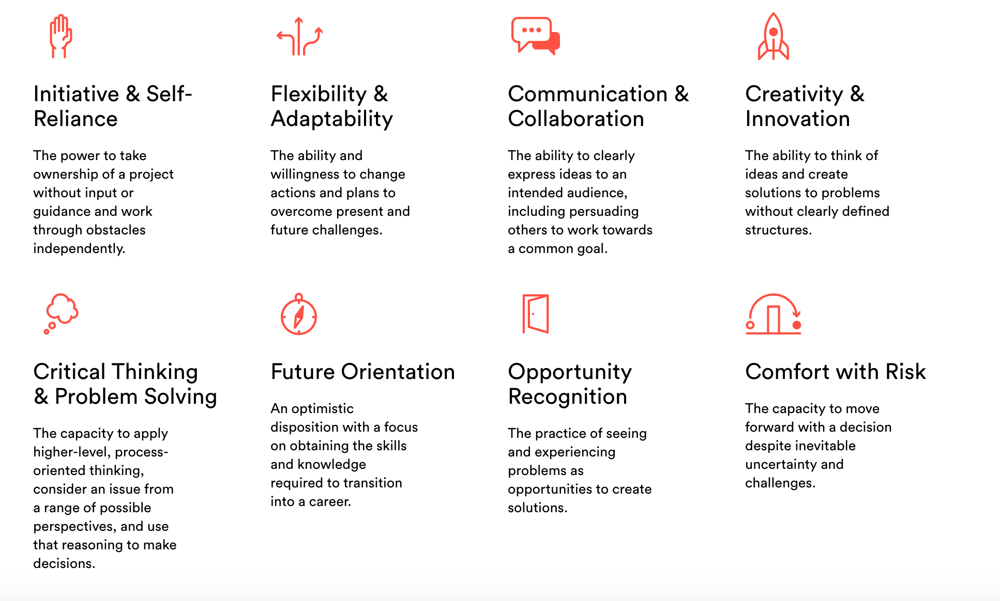 Initiative & Self-
Reliance
The power to take
ownership of a project
without input or
guidance and work
through obstacles
independently.
Flexibility &
Adaptability
The ability and
willingness to change
actions and plans to
overcome present and
future challenges.
Communication &
Collaboration
The ability to clearly
express ideas to an
intended audience,
including persuading
others to work towards
a common goal.
Creativity &
Innovation
The ability to think of
ideas and create
solutions to problems
without clearly defined
structures.
Critical Thinking
& Problem Solving
The capacity to apply
higher-level, process-
oriented thinking,
consider an issue from
a range of possible
perspectives, and use
that reasoning to make
decisions.
Future Orientation
An optimistic
disposition with a focus
on obtaining the skills
and knowledge
required to transition
into a career.
Opportunity
Recognition
The practice of seeing
and experiencing
problems as
opportunities to create
solutions.
Comfort with Risk
The capacity to move
forward with a decision
despite inevitable
uncertainty and
challenges.